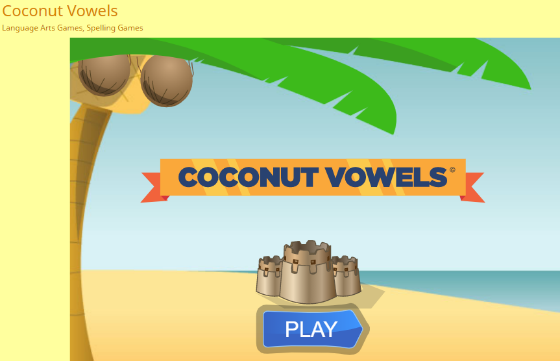 Coconut Vowels
Language Arts Games, Spelling Games
COCONUT VOWELS©
PLAY